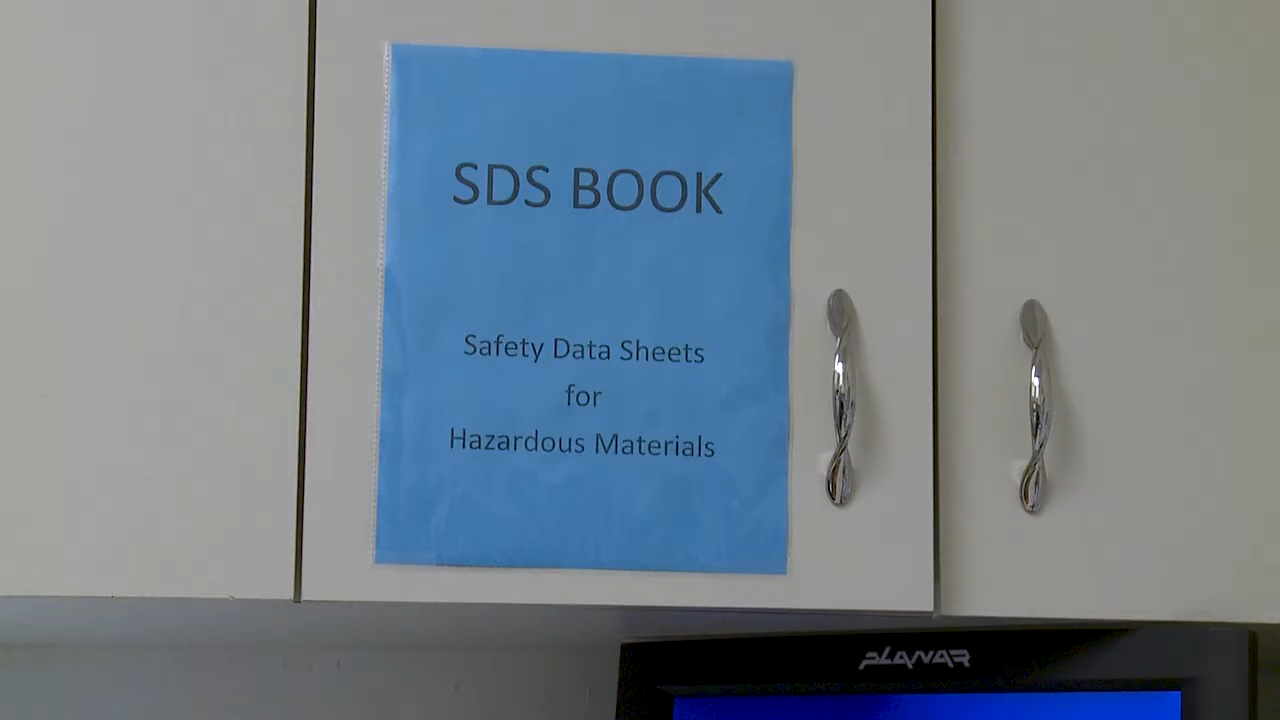 SDS BOOK
Safety Data Sheets
for
Hazardous Materials
PLANAR